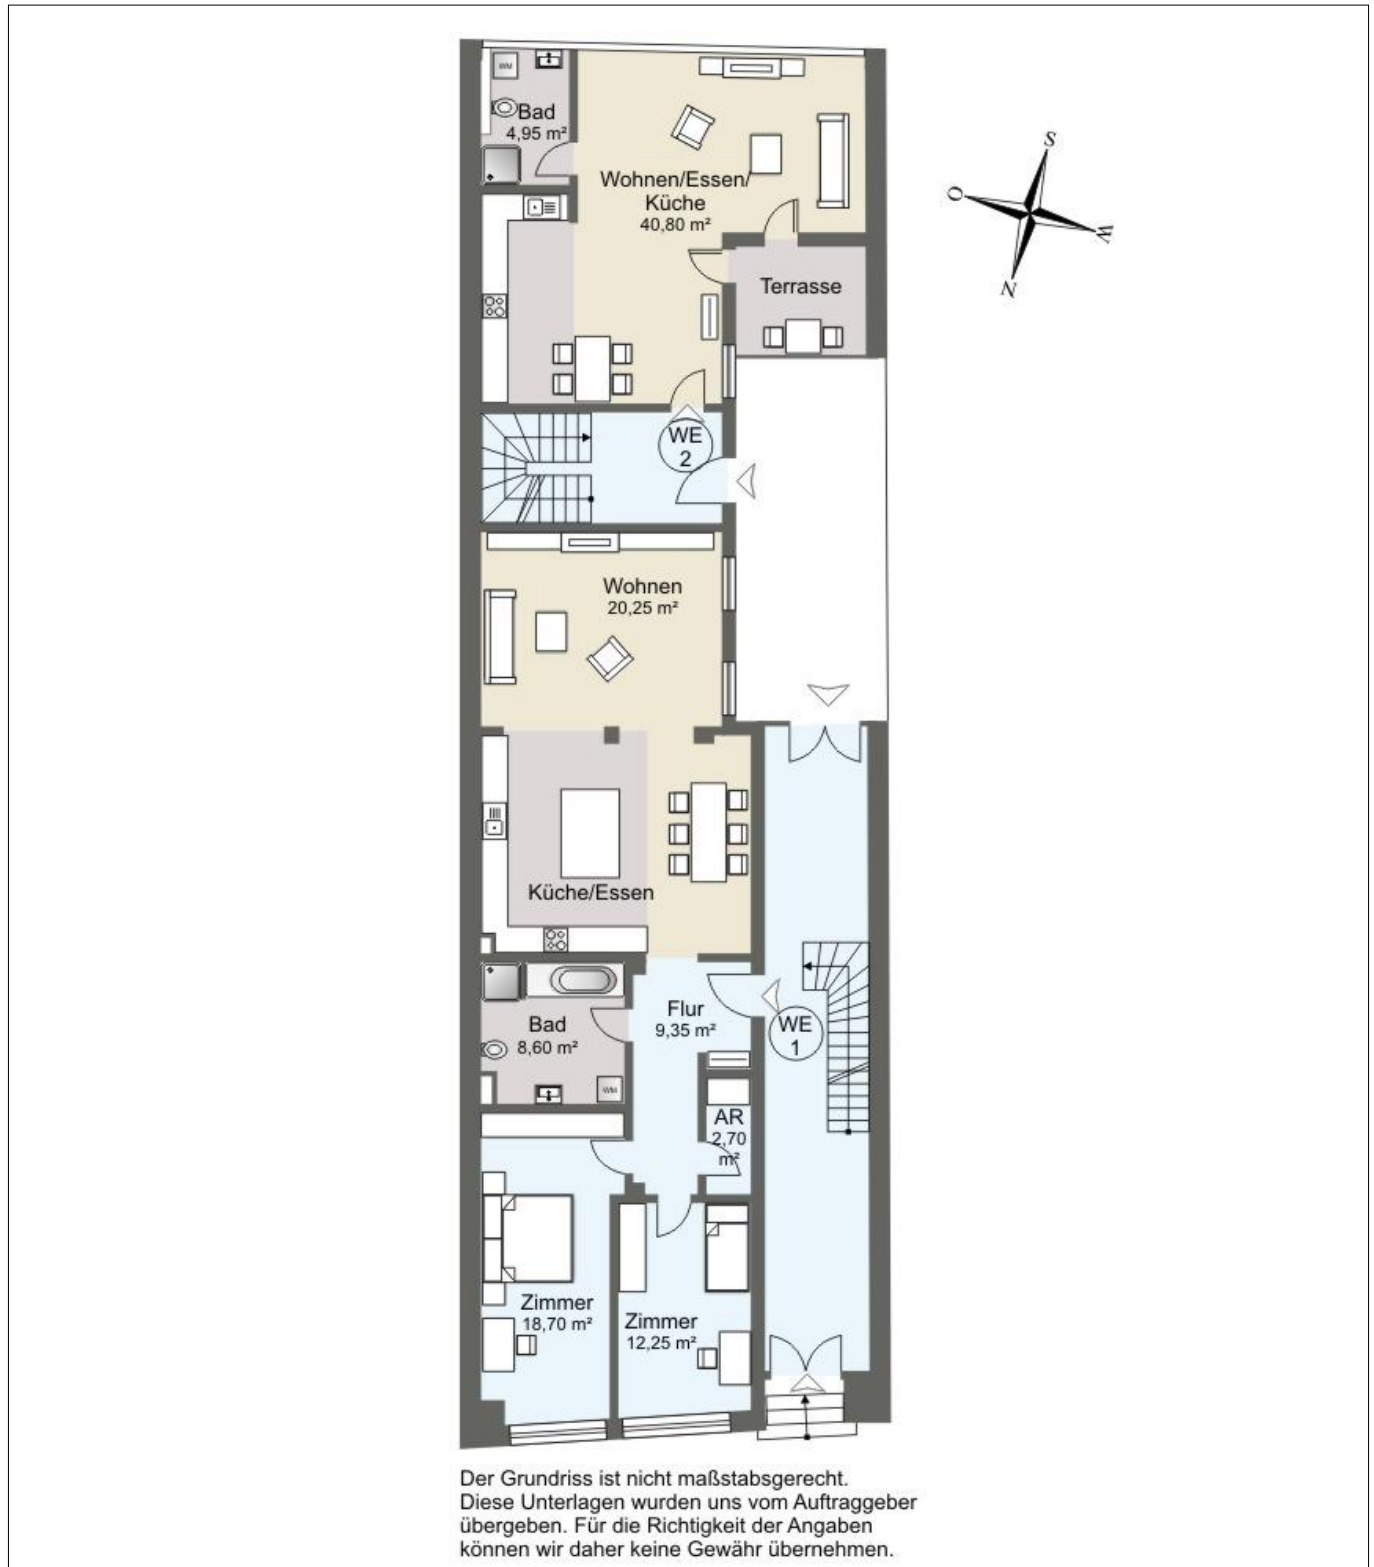 WM
Bad
4,95 m²
Wohnen/Essen/
Küche
40,80 m²
S
O
W
N
Terrasse
WE
2
Wohnen
20,25 m²
Küche/Essen
Flur
9,35 m²
Bad
8,60 m²
WE
1
WM
AR
2,70
m²
Zimmer
18,70 m²
Zimmer
12,25 m²
Der Grundriss ist nicht maßstabsgerecht.
Diese Unterlagen wurden uns vom Auftraggeber
übergeben. Für die Richtigkeit der Angaben
können wir daher keine Gewähr übernehmen.